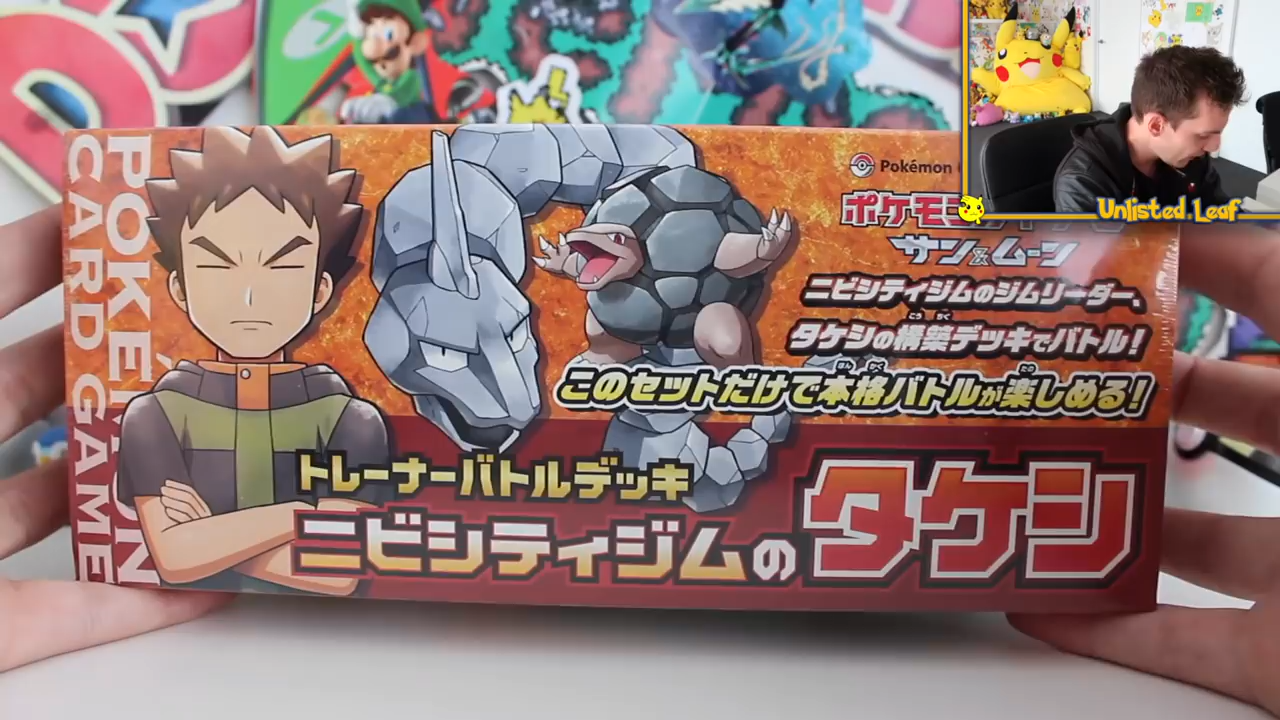 POKÉMON
CARD GAME
Pokémon
ポケモン
サン&ムーン
ニビシティジムのジムリーダー、
タケシの構築デッキでバトル!
このセットだけで本格バトルが楽しめる!
トレーナーバトルデッキ
ニビシティジムの タケシ
Unlisted Leaf